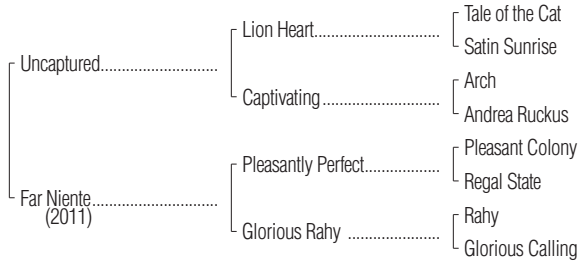 Tale of the Cat
Lion Heart
Satin Sunrise
Uncaptured
Arch
Captivating
Andrea Ruckus
Pleasant Colony
Pleasantly Perfect
Regal State
Far Niente
(2011)
Rahy
Glorious Rahy
Glorious Calling